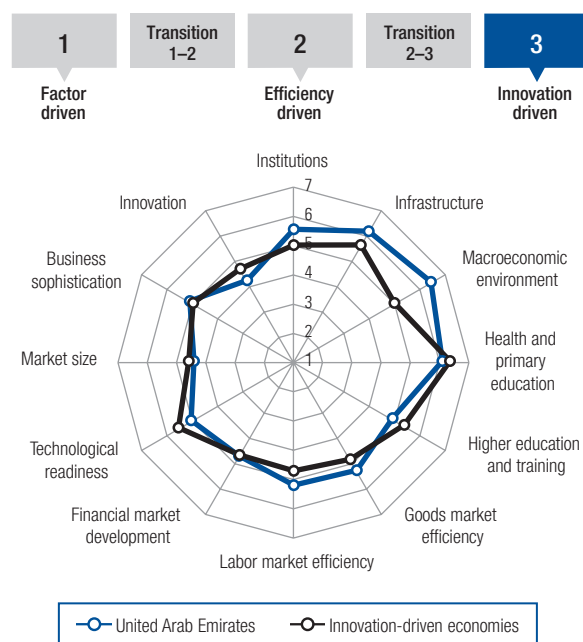 1
Transition
1–2
2
Transition
2–3
3
Factor
driven
Efficiency
driven
Innovation
driven
Institutions
7
6
5
4
3
2
1
Infrastructure
Macroeconomic
environment
Health and
primary
education
Higher education
and training
Goods market
efficiency
Labor market efficiency
Financial market
development
Technological
readiness
Market size
Business
sophistication
Innovation
United Arab Emirates
Innovation-driven economies